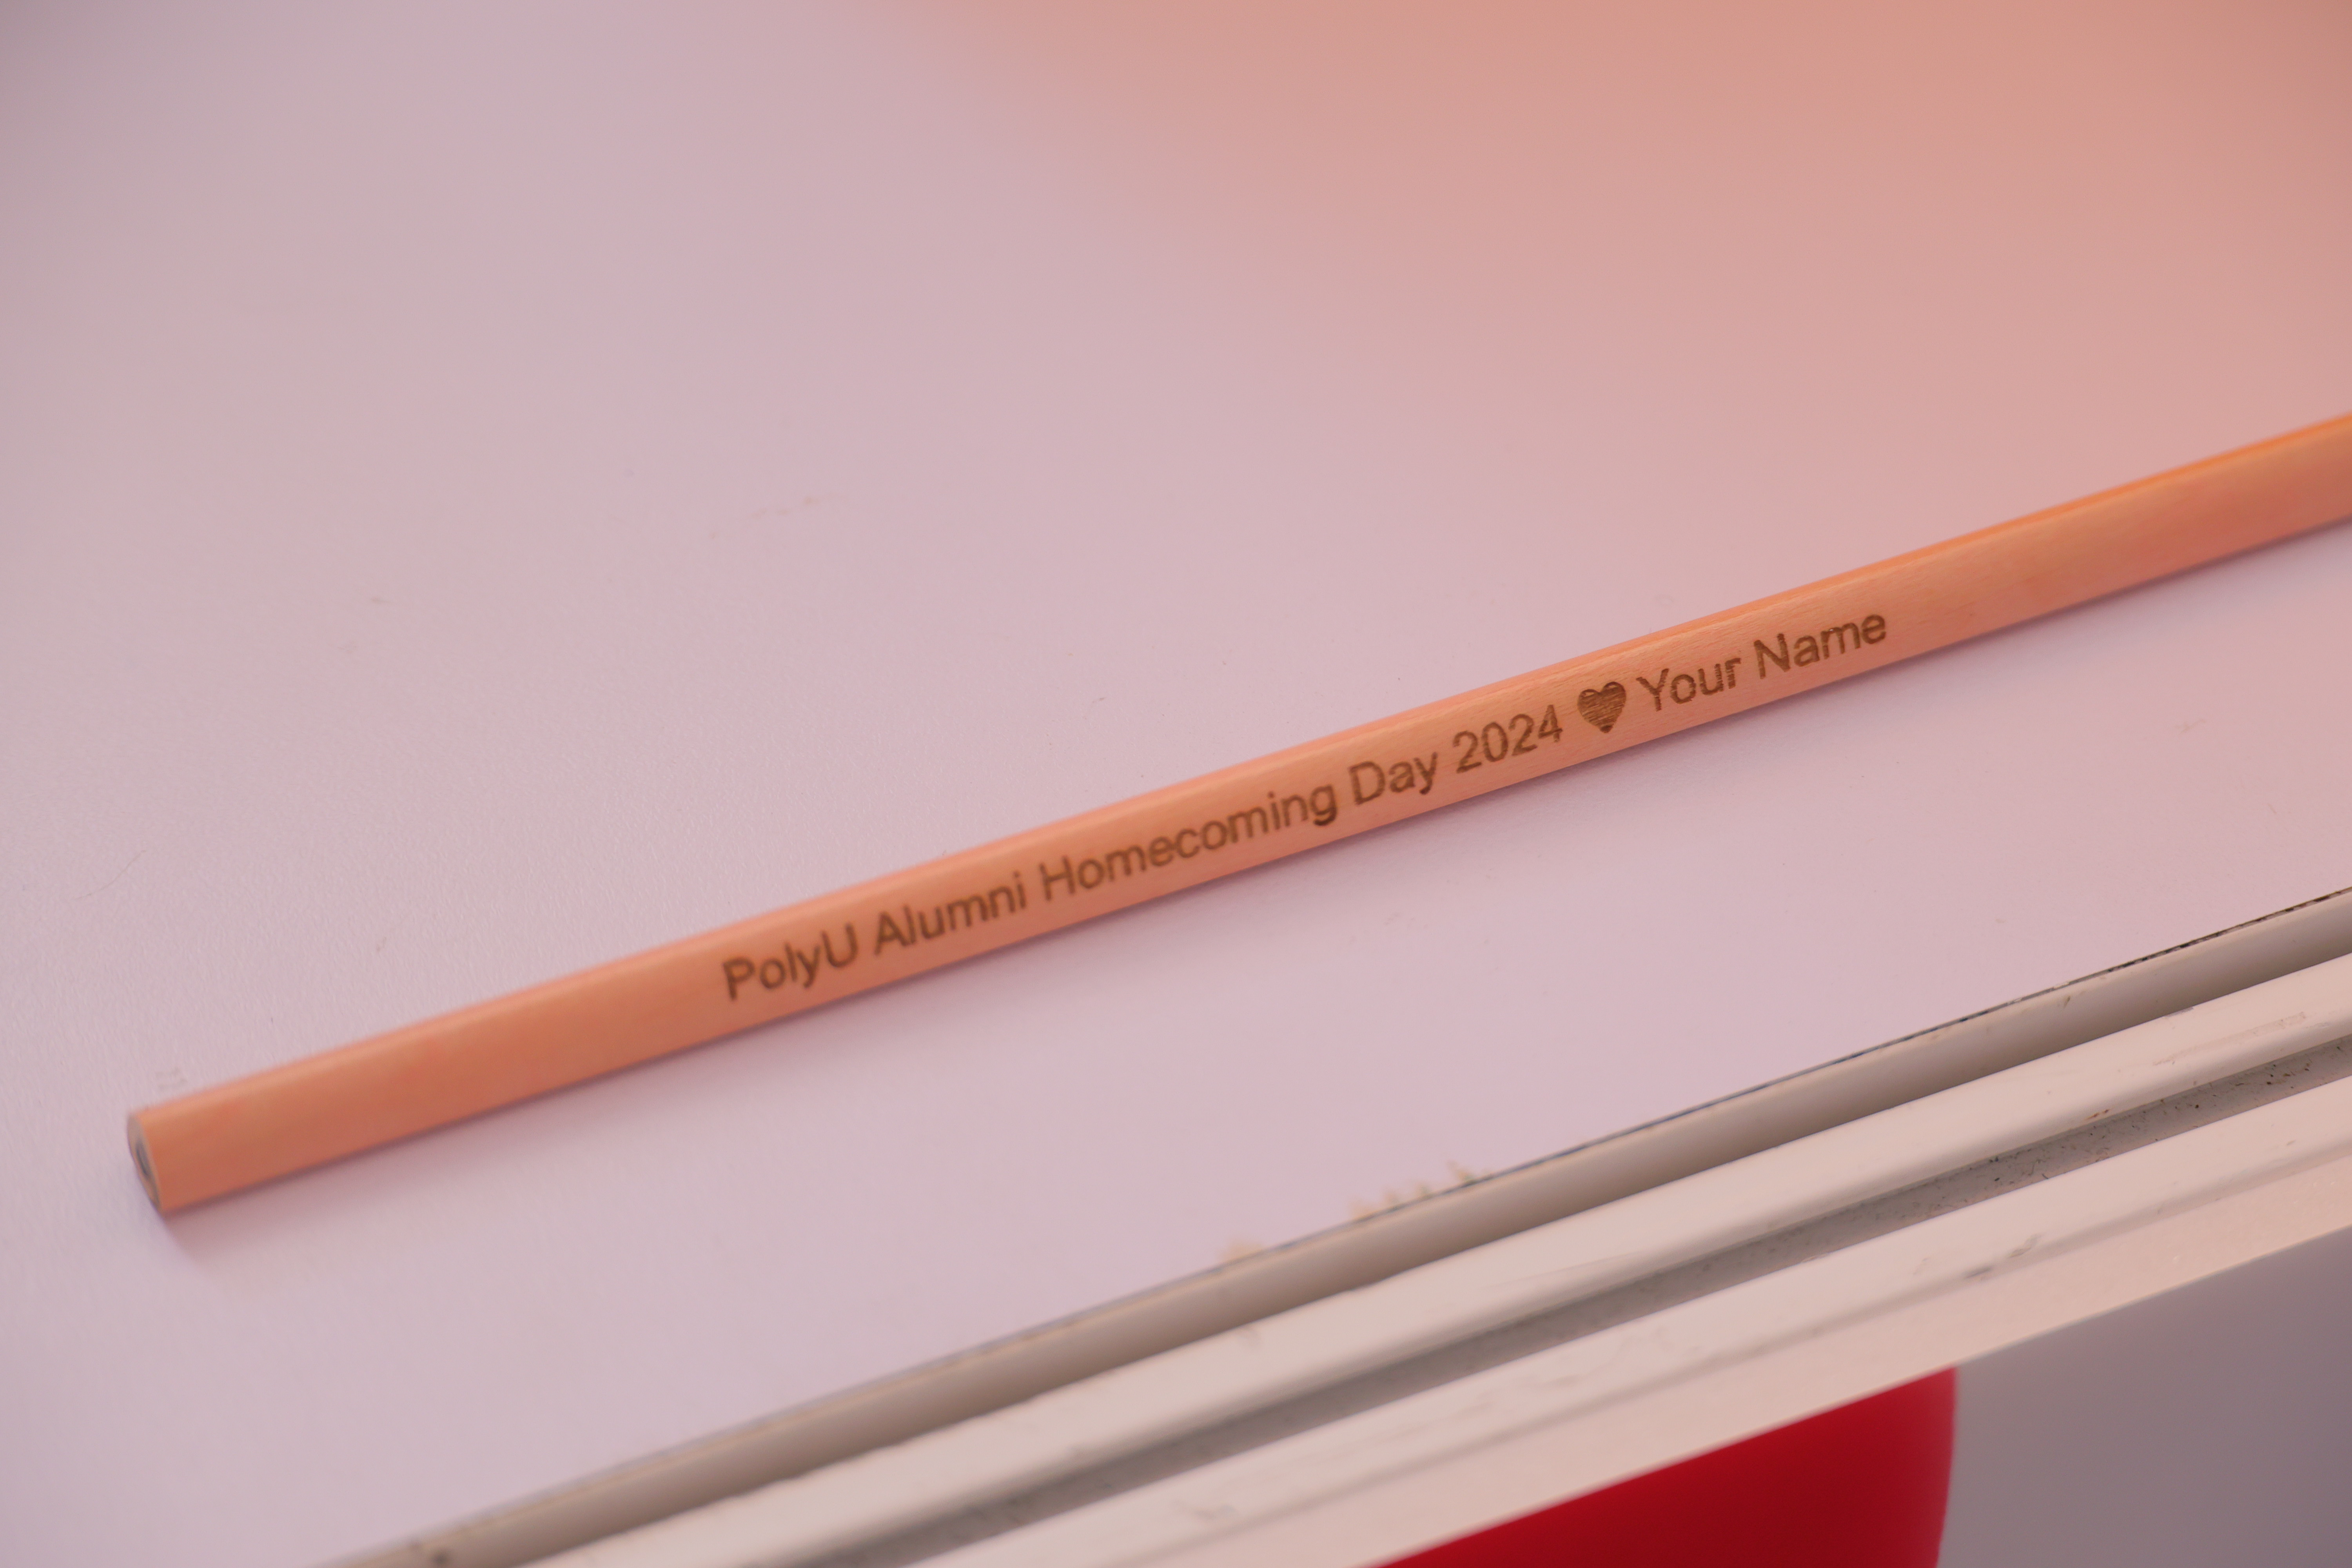 PolyU Alumni Homecoming Day 2024 ♥ Your Name